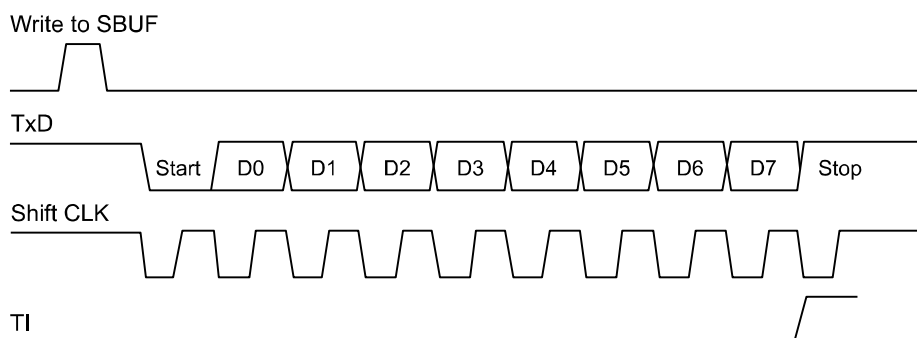 Write to SBUF
TxD
Start D0 D1 D2 D3 D4 D5 D6 D7 Stop
Shift CLK
TI